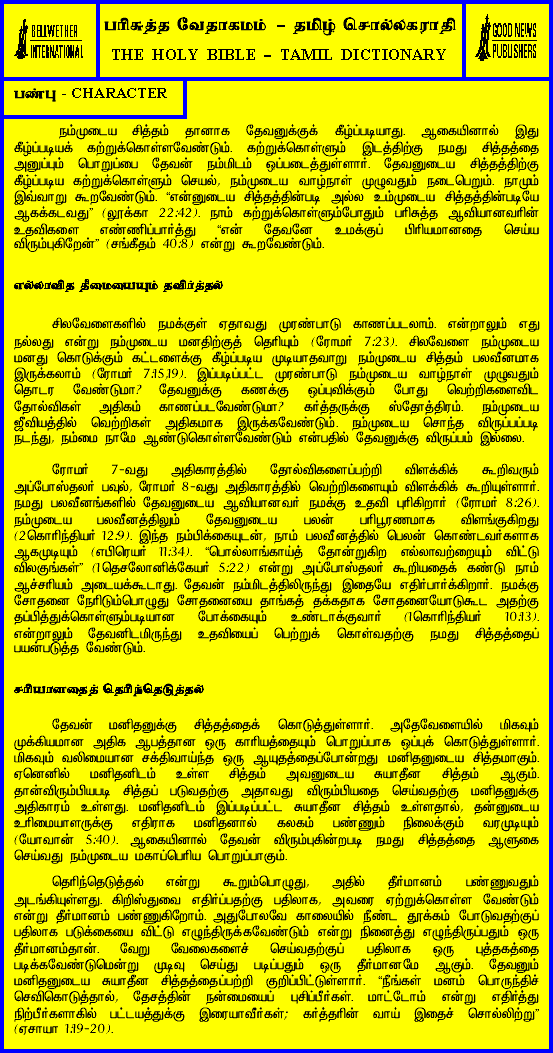 BELLWETHER
INTERNATIONAL
பரிசுத்த வேதாகமம் – தமிழ் சொல்லகராதி
THE HOLY BIBLE – TAMIL DICTIONARY
GOOD NEWS
PUBLISHERS
பண்பு - CHARACTER
நம்முடைய சித்தம் தானாக தேவனுக்குக் கீழ்ப்படியாது. ஆகையினால் இது
கீழ்ப்படியக் கற்றுக்கொள்ளவேண்டும். கற்றுக்கொள்ளும் இடத்திற்கு நமது சித்தத்தை
அனுப்பும் பொறுப்பை தேவன் நம்மிடம் ஒப்படைத்துள்ளார். தேவனுடைய சித்தத்திற்கு
கீழ்ப்படிய கற்றுக்கொள்ளும் செயல், நம்முடைய வாழ்நாள் முழுவதும் நடைபெறும். நாமும்
இவ்வாறு கூறவேண்டும். “என்னுடைய சித்தத்தின்படி அல்ல உம்முடைய சித்தத்தின்படியே
ஆகக்கடவது” (லூக்கா 22:42). நாம் கற்றுக்கொள்ளும்போதும் பரிசுத்த ஆவியானவரின்
உதவிகளை எண்ணிப்பார்த்து “என் தேவனே உமக்குப் பிரியமானதை செய்ய
விரும்புகிறேன்” (சங்கீதம் 40:8) என்று கூறவேண்டும்.
எல்லாவித தீமையையும் தவிர்த்தல்
சிலவேளைகளில் நமக்குள் ஏதாவது முரண்பாடு காணப்படலாம். என்றாலும் எது
நல்லது என்று நம்முடைய மனதிற்குத் தெரியும் (ரோமர் 7:23). சிலவேளை நம்முடைய
மனது கொடுக்கும் கட்டளைக்கு கீழ்ப்படிய முடியாதவாறு நம்முடைய சித்தம் பலவீனமாக
இருக்கலாம் (ரோமர் 7:15,19). இப்படிப்பட்ட முரண்பாடு நம்முடைய வாழ்நாள் முழுவதும்
தொடர வேண்டுமா? தேவனுக்கு கணக்கு ஒப்புவிக்கும் போது வெற்றிகளைவிட
தோல்விகள் அதிகம் காணப்படவேண்டுமா? கர்த்தருக்கு ஸ்தோத்திரம். நம்முடைய
ஜீவியத்தில் வெற்றிகள் அதிகமாக இருக்கவேண்டும். நம்முடைய சொந்த விருப்பப்படி
நடந்து, நம்மை நாமே ஆண்டுகொள்ளவேண்டும் என்பதில் தேவனுக்கு விருப்பம் இல்லை.
ரோமர் 7-வது அதிகாரத்தில் தோல்விகளைப்பற்றி விளக்கிக் கூறிவரும்
அப்போஸ்தலர் பவுல், ரோமர் 8-வது அதிகாரத்தில் வெற்றிகளையும் விளக்கிக் கூறியுள்ளார்.
நமது பலவீனங்களில் தேவனுடைய ஆவியானவர் நமக்கு உதவி புரிகிறார் (ரோமர் 8:26).
நம்முடைய பலவீனத்திலும் தேவனுடைய பலன் பரிபூரணமாக விளங்குகிறது
(2கொரிந்தியர் 12:9). இந்த நம்பிக்கையுடன், நாம் பலவீனத்தில் பெலன் கொண்டவர்களாக
ஆகமுடியும் (எபிரெயர் 11:34). “பொல்லாங்காய்த் தோன்றுகிற எல்லாவற்றையும் விட்டு
விலகுங்கள்” (1தெசலோனிக்கேயர் 5:22) என்று அப்போஸ்தலர் கூறியதைக் கண்டு நாம்
ஆச்சரியம் அடையக்கூடாது. தேவன் நம்மிடத்திலிருந்து இதையே எதிர்பார்க்கிறார். நமக்கு
சோதனை நேரிடும்பொழுது சோதனையை தாங்கத் தக்கதாக சோதனையோடுகூட அதற்கு
தப்பித்துக்கொள்ளும்படியான போக்கையும் உண்டாக்குவார் (1கொரிந்தியர் 10:13).
என்றாலும் தேவனிடமிருந்து உதவியைப் பெற்றுக் கொள்வதற்கு நமது சித்தத்தைப்
பயன்படுத்த வேண்டும்.
சரியானதைத் தெரிந்தெடுத்தல்
தேவன் மனிதனுக்கு சித்தத்தைக் கொடுத்துள்ளார். அதேவேளையில் மிகவும்
முக்கியமான அதிக ஆபத்தான ஒரு காரியத்தையும் பொறுப்பாக ஒப்புக் கொடுத்துள்ளார்.
மிகவும் வலிமையான சக்திவாய்ந்த ஒரு ஆயுதத்தைப்போன்றது மனிதனுடைய சித்தமாகும்.
ஏனெனில் மனிதனிடம் உள்ள சித்தம் அவனுடைய சுயாதீன சித்தம் ஆகும்.
தான்விரும்பியபடி சித்தப் படுவதற்கு அதாவது விரும்பியதை செய்வதற்கு மனிதனுக்கு
அதிகாரம் உள்ளது. மனிதனிடம் இப்படிப்பட்ட சுயாதீன சித்தம் உள்ளதால், தன்னுடைய
உரிமையாளருக்கு எதிராக மனிதனால் கலகம் பண்ணும் நிலைக்கும் வரமுடியும்
(யோவான் 5:40). ஆகையினால் தேவன் விரும்புகின்றபடி நமது சித்தத்தை ஆளுகை
செய்வது நம்முடைய மகாப்பெரிய பொறுப்பாகும்.
தெரிந்தெடுத்தல் என்று கூறும்பொழுது, அதில் தீர்மானம் பண்ணுவதும்
அடங்கியுள்ளது. கிறிஸ்துவை எதிர்ப்பதற்கு பதிலாக, அவரை ஏற்றுக்கொள்ள வேண்டும்
என்று தீர்மானம் பண்ணுகிறோம். அதுபோலவே காலையில் நீண்ட தூக்கம் போடுவதற்குப்
பதிலாக படுக்கையை விட்டு எழுந்திருக்கவேண்டும் என்று நினைத்து எழுந்திருப்பதும் ஒரு
தீர்மானம்தான். வேறு வேலைகளைச் செய்வதற்குப் பதிலாக ஒரு புத்தகத்தை
படிக்கவேண்டுமென்று முடிவு செய்து படிப்பதும் ஒரு தீர்மானமே ஆகும். தேவனும்
மனிதனுடைய சுயாதீன சித்தத்தைப்பற்றி குறிப்பிட்டுள்ளார். “நீங்கள் மனம் பொருந்திச்
செவிகொடுத்தால், தேசத்தின் நன்மையைப் புசிப்பீர்கள். மாட்டோம் என்று எதிர்த்து
நிற்பீர்களாகில் பட்டயத்துக்கு இரையாவீர்கள்; கர்த்தரின் வாய் இதைச் சொல்லிற்று”
(ஏசாயா 1:19-20).